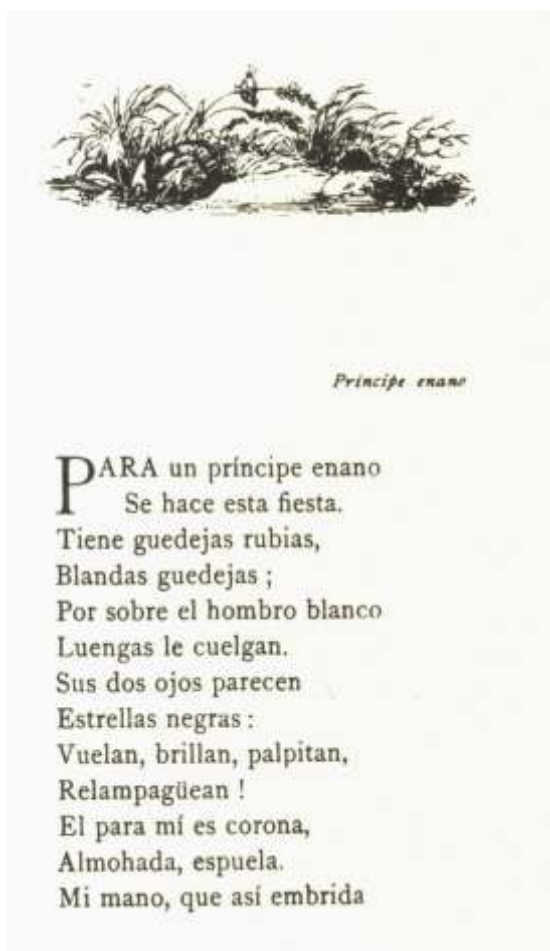 Príncipe enano
PARA un príncipe enano
Se hace esta fiesta.
Tiene guedejas rubias,
Blandas guedejas ;
Por sobre el hombro blanco
Luengas le cuelgan.
Sus dos ojos parecen
Estrellas negras :
Vuelan, brillan, palpitan,
Relampagüean !
El para mí es corona,
Almohada, espuela.
Mi mano, que así embrida